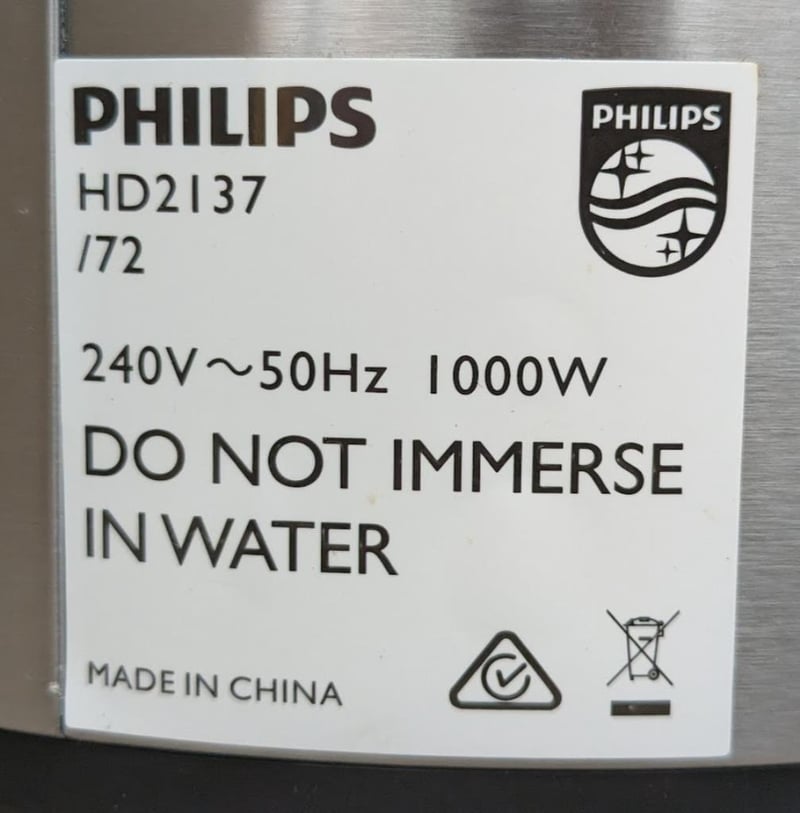 PHILIPS
PHILIPS
HD2137
/72
240V~50Hz 1000W
DO NOT IMMERSE
IN WATER
MADE IN CHINA